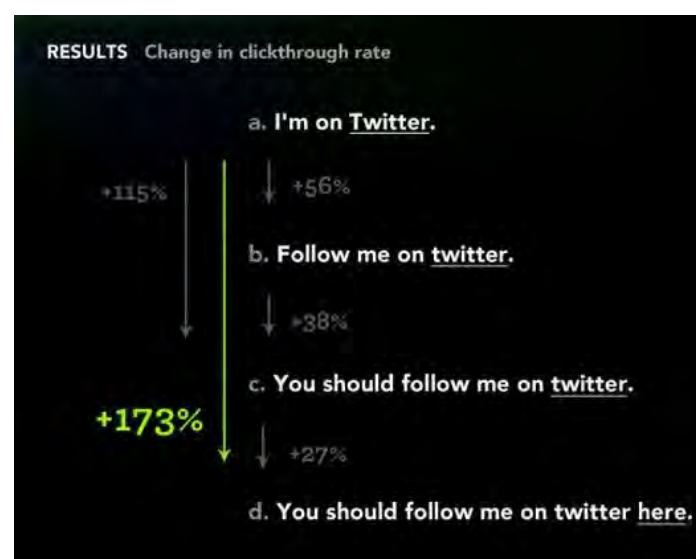 RESULTS Change in clickthrough rate
a. I'm on Twitter.
+115%
+56%
b. Follow me on twitter.
+38%
c. You should follow me on twitter.
+173%
+27%
d. You should follow me on twitter here.